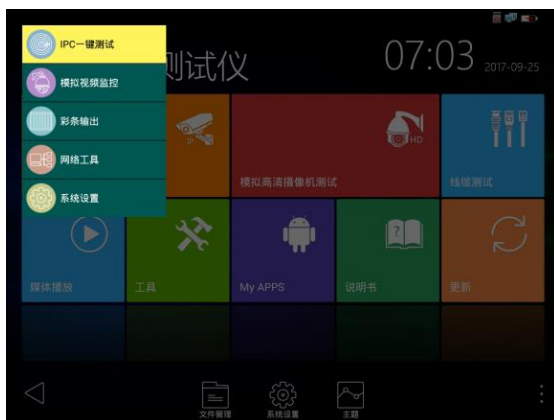 IPC一键测试
模拟视频监控
彩条输出
网络工具
系统设置
测试仪
07:03
2017-09-25
IP
HD
模拟高清摄像机测试
线缆测试
媒体播放
工具
My APPS
说明书
更新
文件管理
系统设置
主题